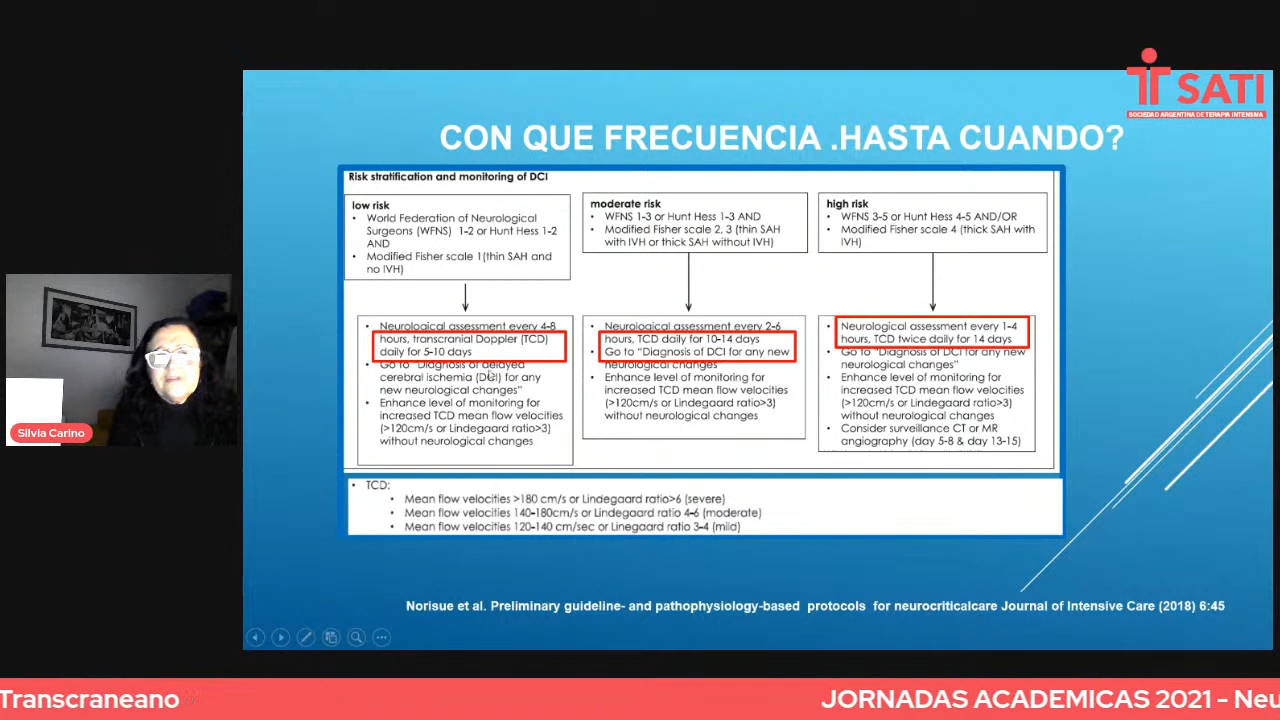 SATI
SOCIEDAD ARGENTINA DE TERAPIA INTENSIVA
CON QUE FRECUENCIA .HASTA CUANDO?
Risk stratification and monitoring of DCI
low risk
• World Federation of Neurological
Surgeons (WFNS) 1-2 or Hunt Hess 1-2
AND
• Modified Fisher scale 1(thin SAH and
no IVH)
moderate risk
• WFNS 1-3 or Hunt Hess 1-3 AND
• Modified Fisher scale 2, 3 (thin SAH
with IVH or thick SAH without IVH)
high risk
• WFNS 3-5 or Hunt Hess 4-5 AND/OR
• Modified Fisher scale 4 (thick SAH with
IVH)
• Neurological assessment every 4-8
hours, transcranial Doppler (TCD)
daily for 5-10 days
• Go to "Diagnosis of delayed
cerebral ischemia (DCI) for any
new neurological changes"
• Enhance level of monitoring for
increased TCD mean flow velocities
(>120cm/s or Lindegaard ratio>3)
without neurological changes
• Neurological assessment every 2-6
hours, TCD daily for 10-14 days
• Go to "Diagnosis of DCI for any new
neurological changes"
• Enhance level of monitoring for
increased TCD mean flow velocities
(>120cm/s or Lindegaard ratio>3)
without neurological changes
• Neurological assessment every 1-4
hours, TCD twice daily for 14 days
• Go to "Diagnosis of DCI for any new
neurological changes"
• Enhance level of monitoring for
increased TCD mean flow velocities
(>120cm/s or Lindegaard ratio>3)
without neurological changes
• Consider surveillance CT or MR
angiography (day 5-8 & day 13-15)
• TCD:
• Mean flow velocities >180 cm/s or Lindegaard ratio>6 (severe)
• Mean flow velocities 140-180cm/s or Lindegaard ratio 4-6 (moderate)
• Mean flow velocities 120-140 cm/sec or Linegaard ratio 3-4 (mild)
Silvia Carino
Norisue et al. Preliminary guideline- and pathophysiology-based protocols for neurocriticalcare Journal of Intensive Care (2018) 6:45
Transcraneano
JORNADAS ACADEMICAS 2021 - Neu